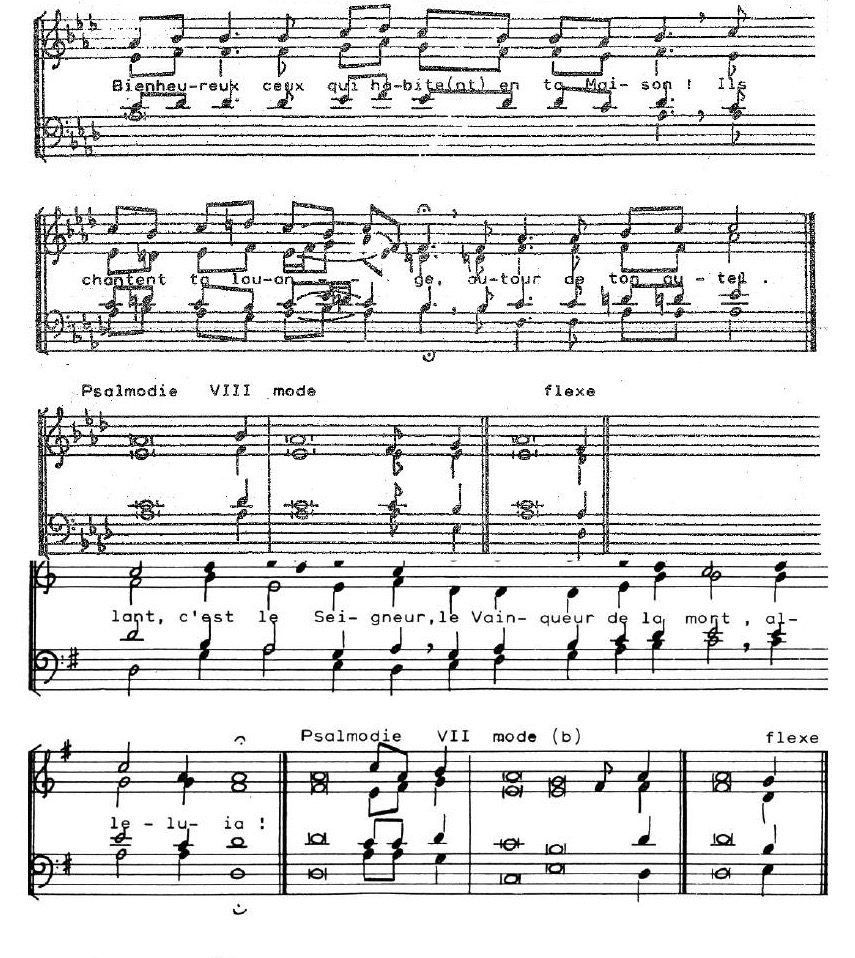 Bienheu-reux ceux qui ha-bite(nt) en ta Mai- son ! Ils
chantent ta lou-an - - - ge, au-tour de ton au - tel .
Psalmodie VIII mode flexe
lant, c'est le Sei- gneur,le Vain- queur de la mont , al-
Psalmodie VII mode (b) flexe
le - lu- ia !